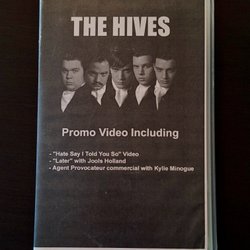 THE HIVES
Promo Video Including
- "Hate Say I Told You So" Video
- "Later" with Jools Holland
- Agent Provocateur commercial with Kylie Minogue